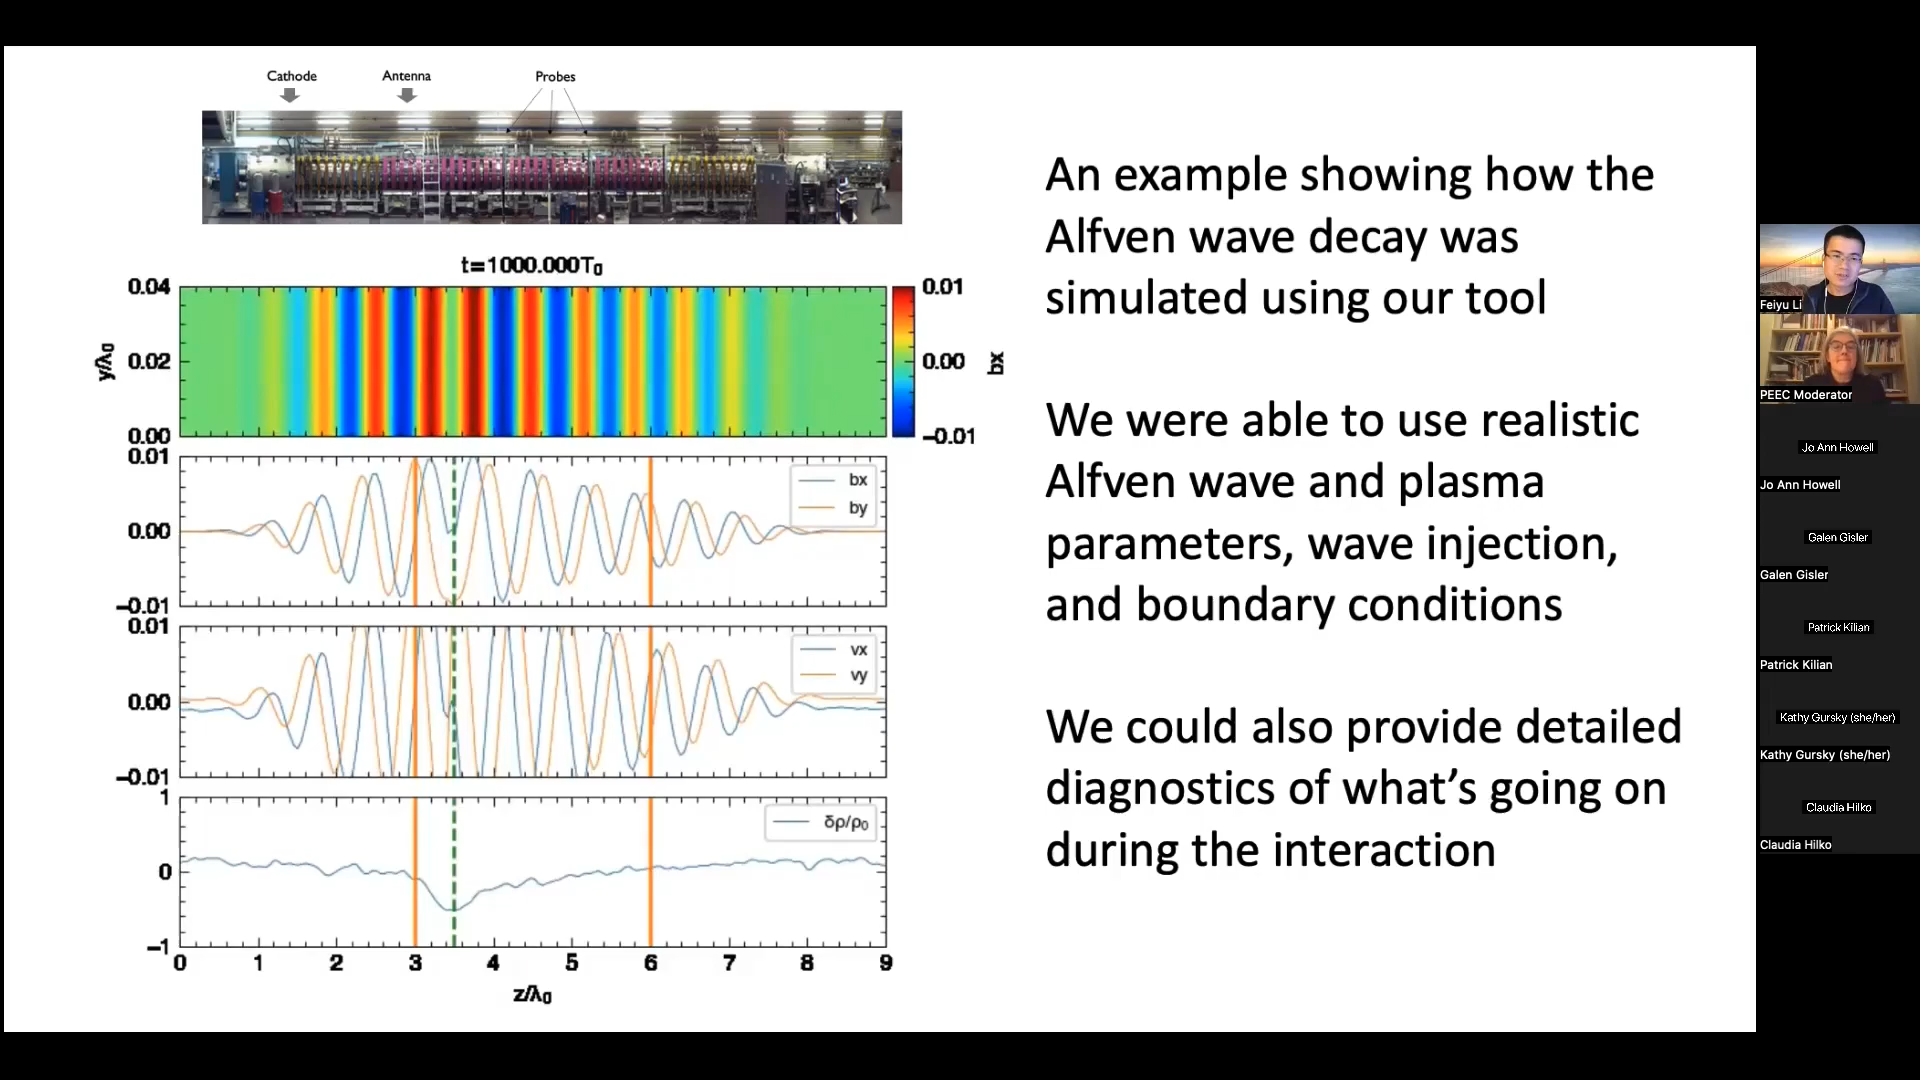 Cathode
Antenna
Probes
t=1000.000T₀
0.04
0.02
0.00
y/λ₀
0.01
0.00
−0.01
bx
0.01
0.00
−0.01
bx
by
0.01
0.00
−0.01
vx
vy
1
0
−1
δρ/ρ₀
0 1 2 3 4 5 6 7 8 9
z/λ₀
An example showing how the
Alfven wave decay was
simulated using our tool
We were able to use realistic
Alfven wave and plasma
parameters, wave injection,
and boundary conditions
We could also provide detailed
diagnostics of what’s going on
during the interaction
Feiyu Li
PEEC Moderator
Jo Ann Howell
Jo Ann Howell
Galen Gisler
Galen Gisler
Patrick Kilian
Patrick Kilian
Kathy Gursky (she/her)
Kathy Gursky (she/her)
Claudia Hilko
Claudia Hilko